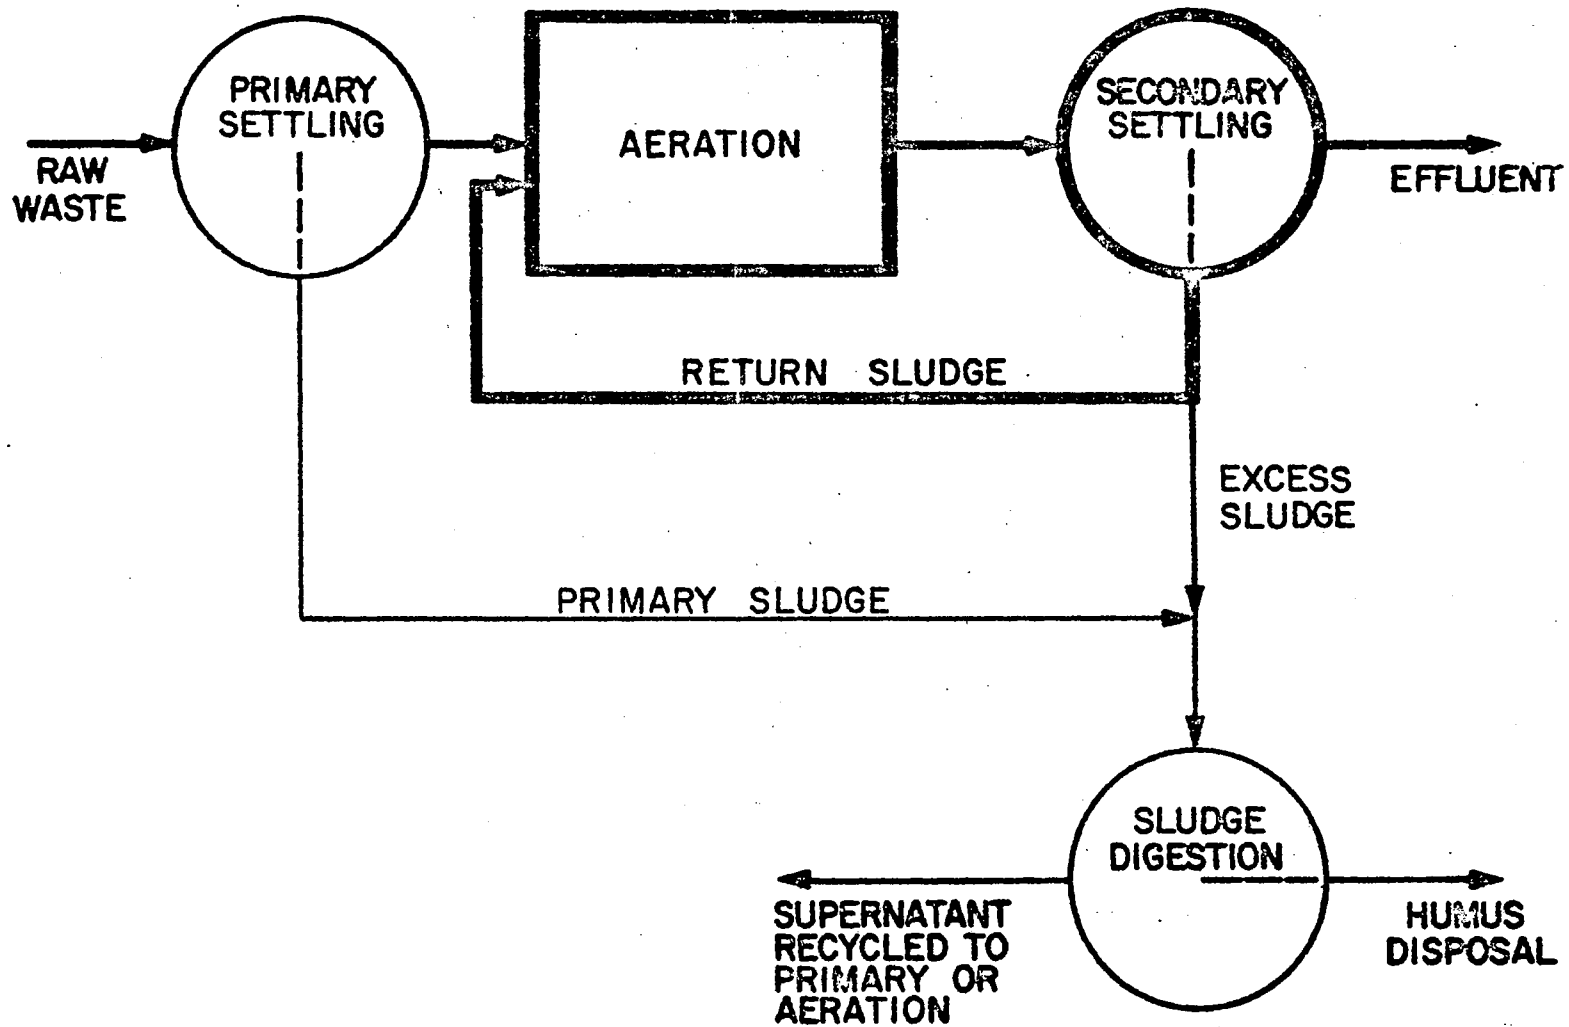 PRIMARY
SETTLING
AERATION
SECONDARY
SETTLING
RAW
WASTE
EFFLUENT
RETURN SLUDGE
EXCESS
SLUDGE
PRIMARY SLUDGE
SLUDGE
DIGESTION
SUPERNATANT
RECYCLED TO
PRIMARY OR
AERATION
HUMUS
DISPOSAL